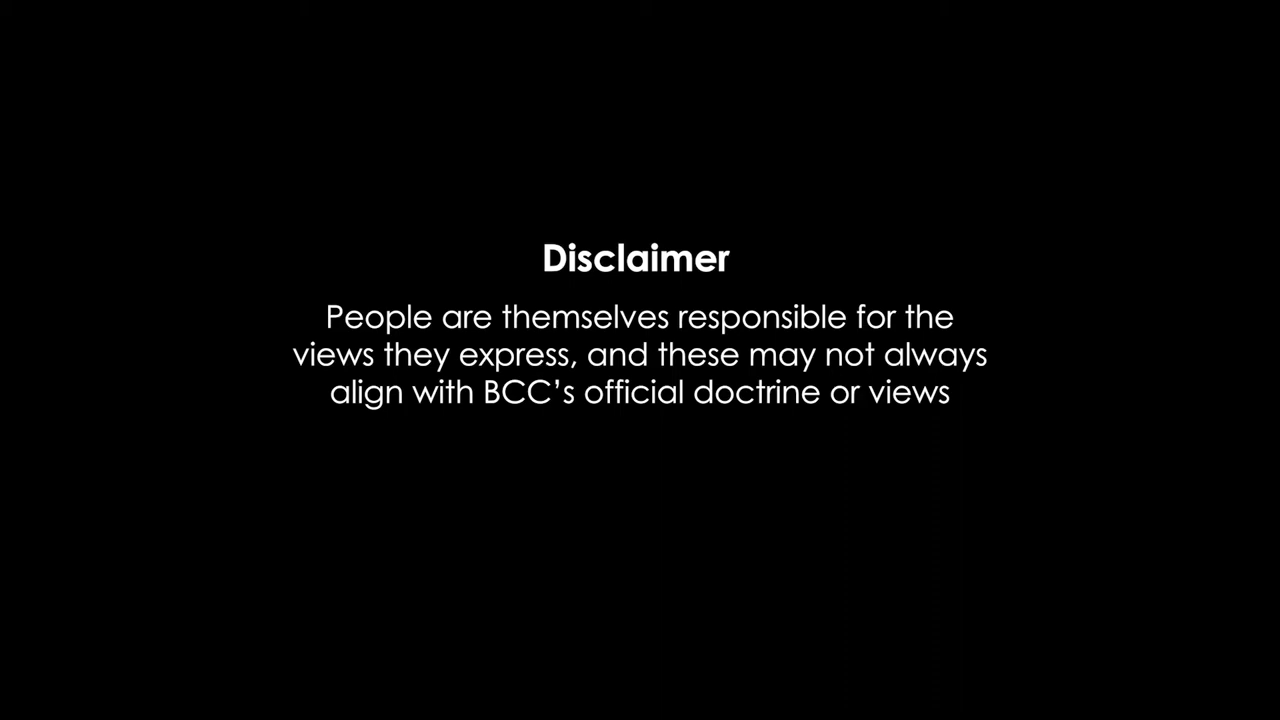 Disclaimer
People are themselves responsible for the
views they express, and these may not always
align with BCC’s official doctrine or views